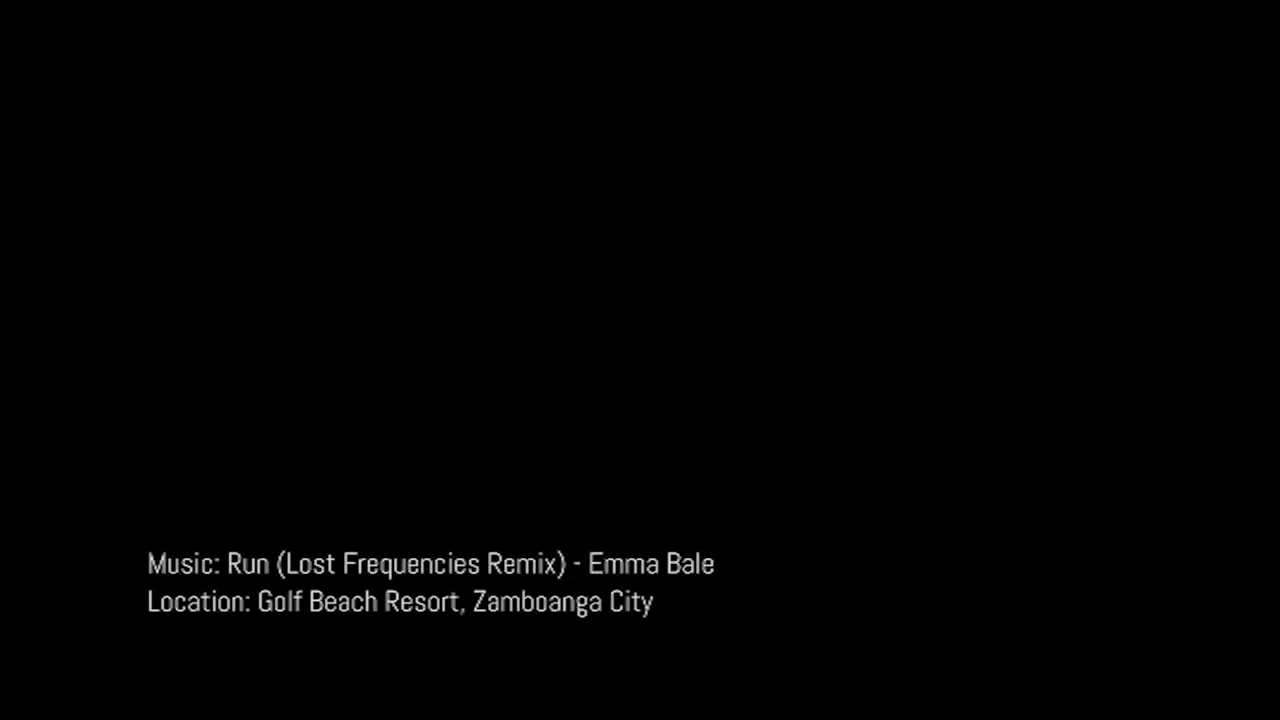 Music: Run (Lost Frequencies Remix) - Emma Bale
Location: Golf Beach Resort, Zamboanga City